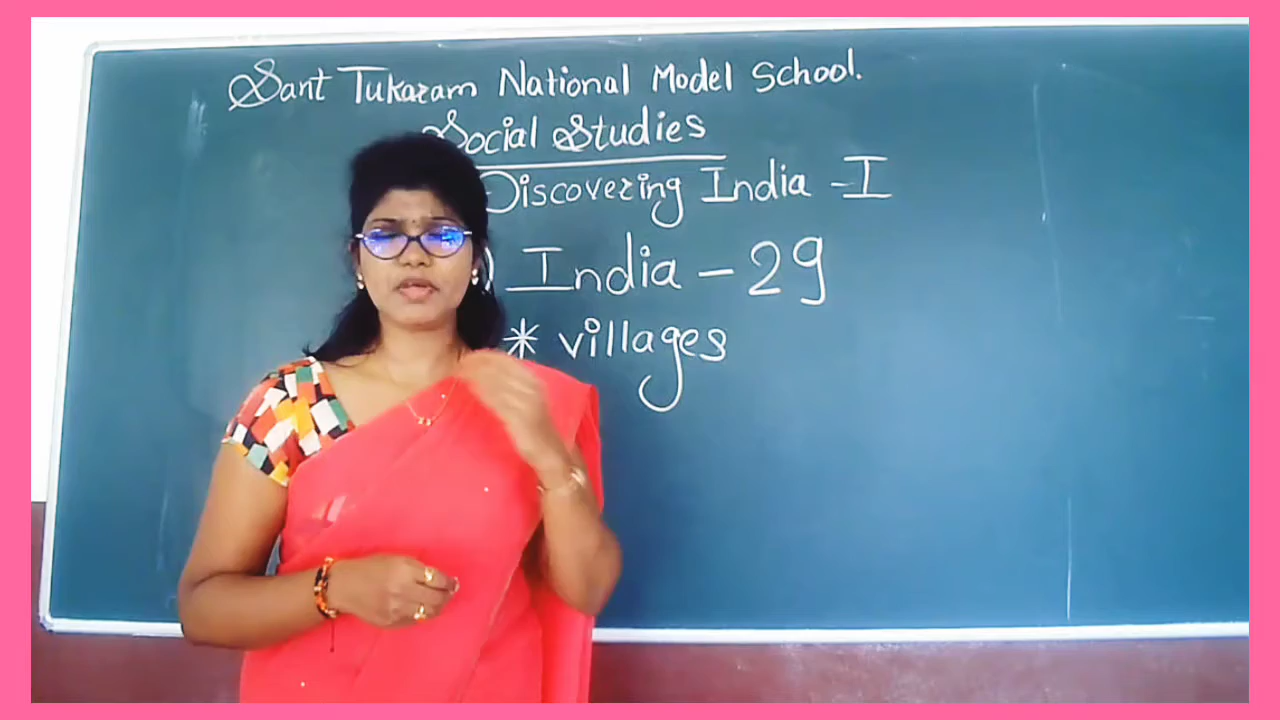 Sant Tukaram National Model School.
Social Studies
Discovering India - I
) India - 29
* villages